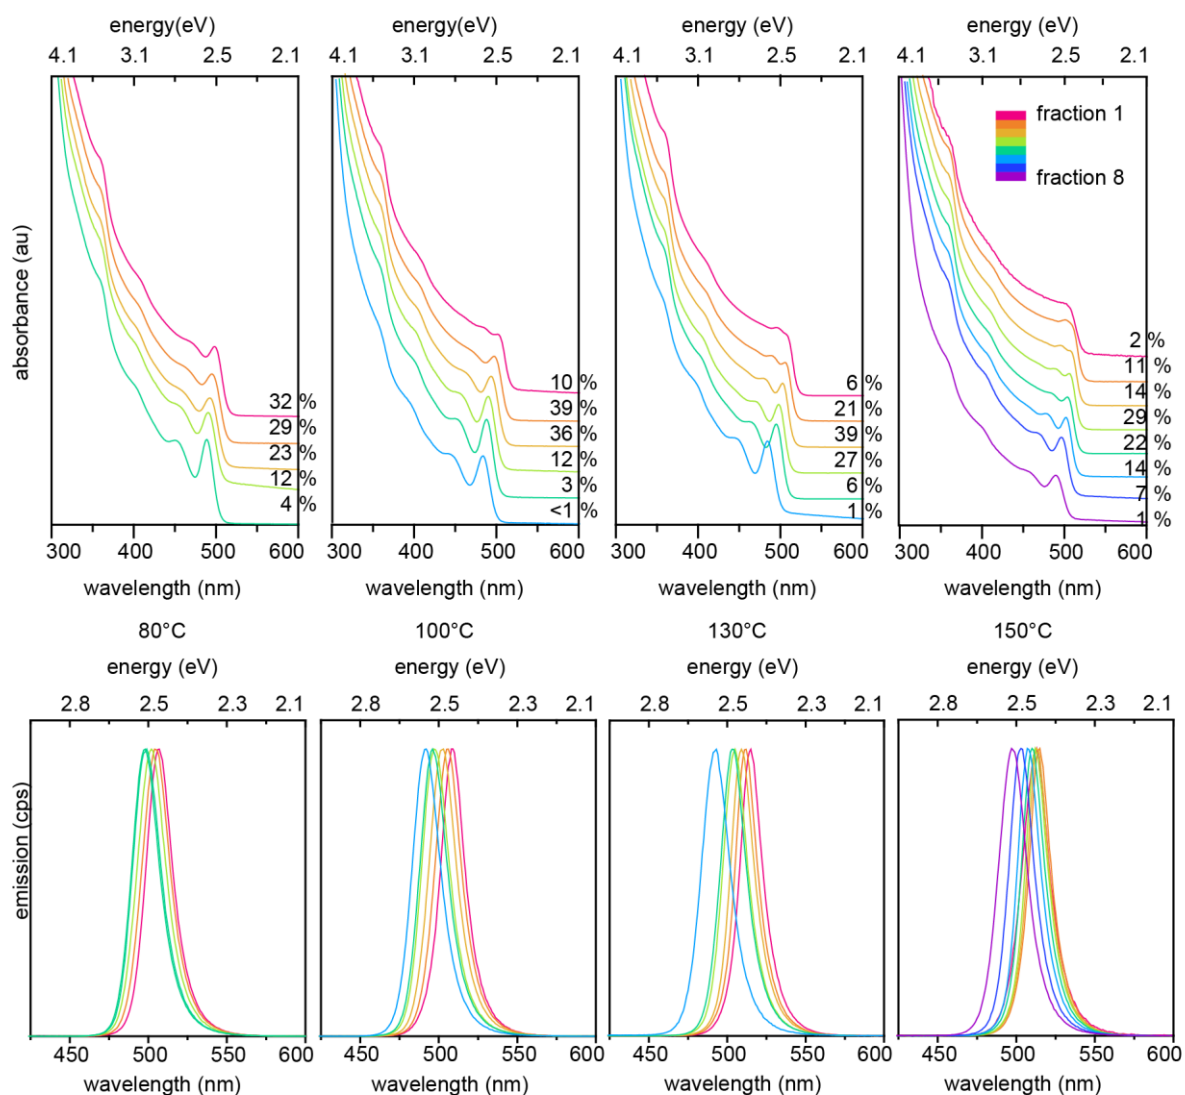 energy(eV) energy(eV) energy (eV) energy (eV)
4.1 3.1 2.5 2.1 4.1 3.1 2.5 2.1 4.1 3.1 2.5 2.1 4.1 3.1 2.5 2.1
absorbance (au)
32 %
29 %
23 %
12 %
4 %
10 %
39 %
36 %
12 %
3 %
<1 %
6 %
21 %
39 %
27 %
6 %
1 %
fraction 1
fraction 8
2 %
11 %
14 %
29 %
22 %
14 %
7 %
1 %
300 400 500 600 300 400 500 600 300 400 500 600 300 400 500 600
wavelength (nm) wavelength (nm) wavelength (nm) wavelength (nm)
80°C 100°C 130°C 150°C
energy (eV) energy (eV) energy (eV) energy (eV)
2.8 2.5 2.3 2.1 2.8 2.5 2.3 2.1 2.8 2.5 2.3 2.1 2.8 2.5 2.3 2.1
emission (cps)
450 500 550 600 450 500 550 600 450 500 550 600 450 500 550 600
wavelength (nm) wavelength (nm) wavelength (nm) wavelength (nm)